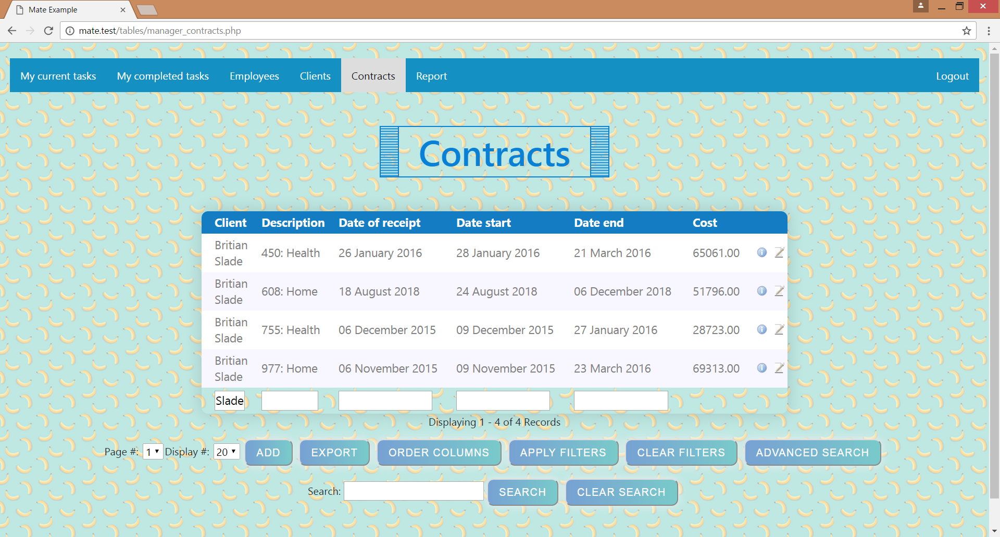 Mate Example
mate.test/tables/manager_contracts.php
My current tasks My completed tasks Employees Clients Contracts Report Logout
Contracts
Client Description Date of receipt Date start Date end Cost
Britian Slade 450: Health 26 January 2016 28 January 2016 21 March 2016 65061.00
Britian Slade 608: Home 18 August 2018 24 August 2018 06 December 2018 51796.00
Britian Slade 755: Health 06 December 2015 09 December 2015 27 January 2016 28723.00
Britian Slade 977: Home 06 November 2015 09 November 2015 23 March 2016 69313.00
Slade
Displaying 1 - 4 of 4 Records
Page #: 1 Display #: 20 ADD EXPORT ORDER COLUMNS APPLY FILTERS CLEAR FILTERS ADVANCED SEARCH
Search: SEARCH CLEAR SEARCH